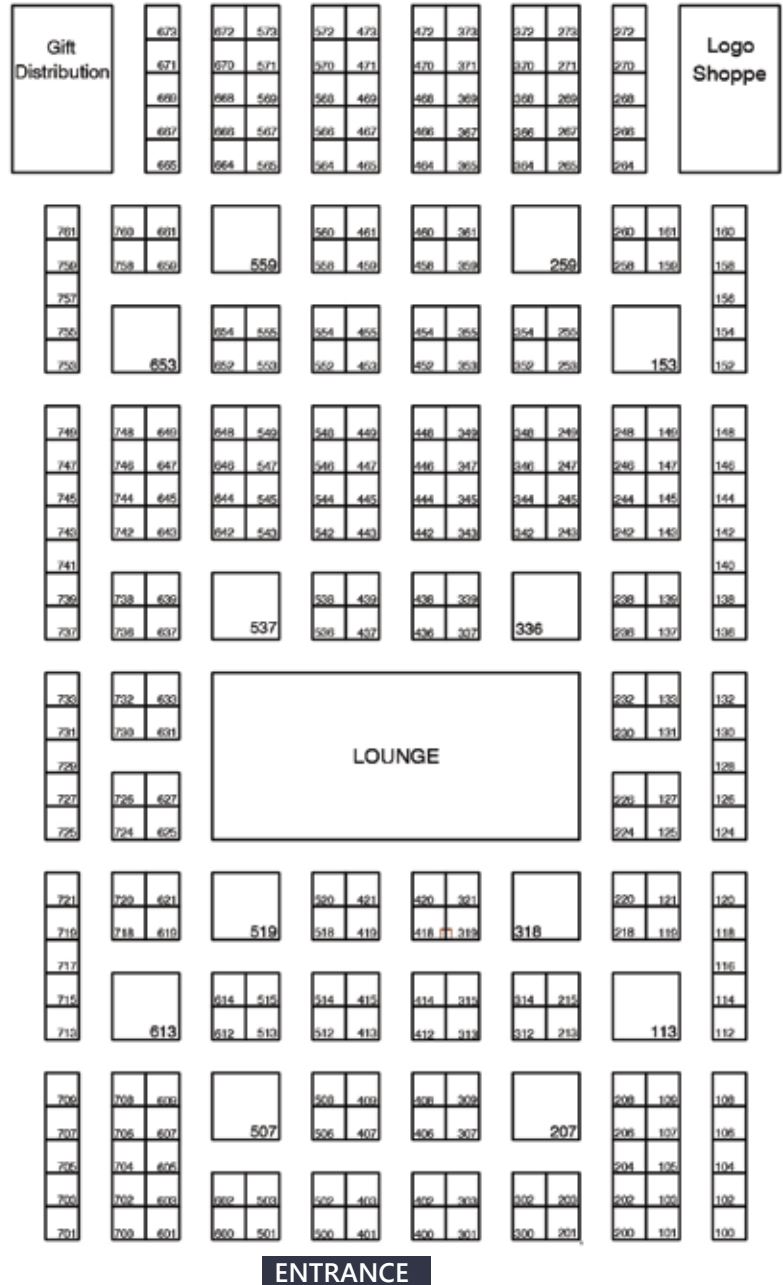 673 672 573 572 473 472 373 372 273 272
Gift Logo
Distribution 671 670 571 570 471 470 371 370 271 270 Shoppe
669 668 569 568 469 468 369 368 269 268
667 666 567 566 467 466 367 366 267 266
665 664 565 564 465 464 365 364 265 264
761 760 661 560 461 460 361 260 161 160
759 758 659 559 558 459 458 359 259 258 159 158
757 156
755 654 555 554 455 454 355 354 255 154
753 653 652 553 552 453 452 353 352 253 153 152
749 748 649 648 549 548 449 448 349 348 249 248 149 148
747 746 647 646 547 546 447 446 347 346 247 246 147 146
745 744 645 644 545 544 445 444 345 344 245 244 145 144
743 742 643 642 543 542 443 442 343 342 243 242 143 142
741 140
739 738 639 538 439 438 339 238 139 138
737 736 637 537 536 437 436 337 336 236 137 136
733 732 633 232 133 132
731 730 631 230 131 130
LOUNGE
729 128
727 726 627 226 127 126
725 724 625 224 125 124
721 720 621 520 421 420 321 220 121 120
719 718 619 519 518 419 418 319 318 218 119 118
717 116
715 614 515 514 415 414 315 314 215 114
713 613 612 513 512 413 412 313 312 213 113 112
709 708 609 508 409 408 309 208 109 108
707 706 607 507 506 407 406 307 207 206 107 106
705 704 605 204 105 104
703 702 603 602 503 502 403 402 303 302 203 202 103 102
701 700 601 600 501 500 401 400 301 300 201 200 101 100
ENTRANCE